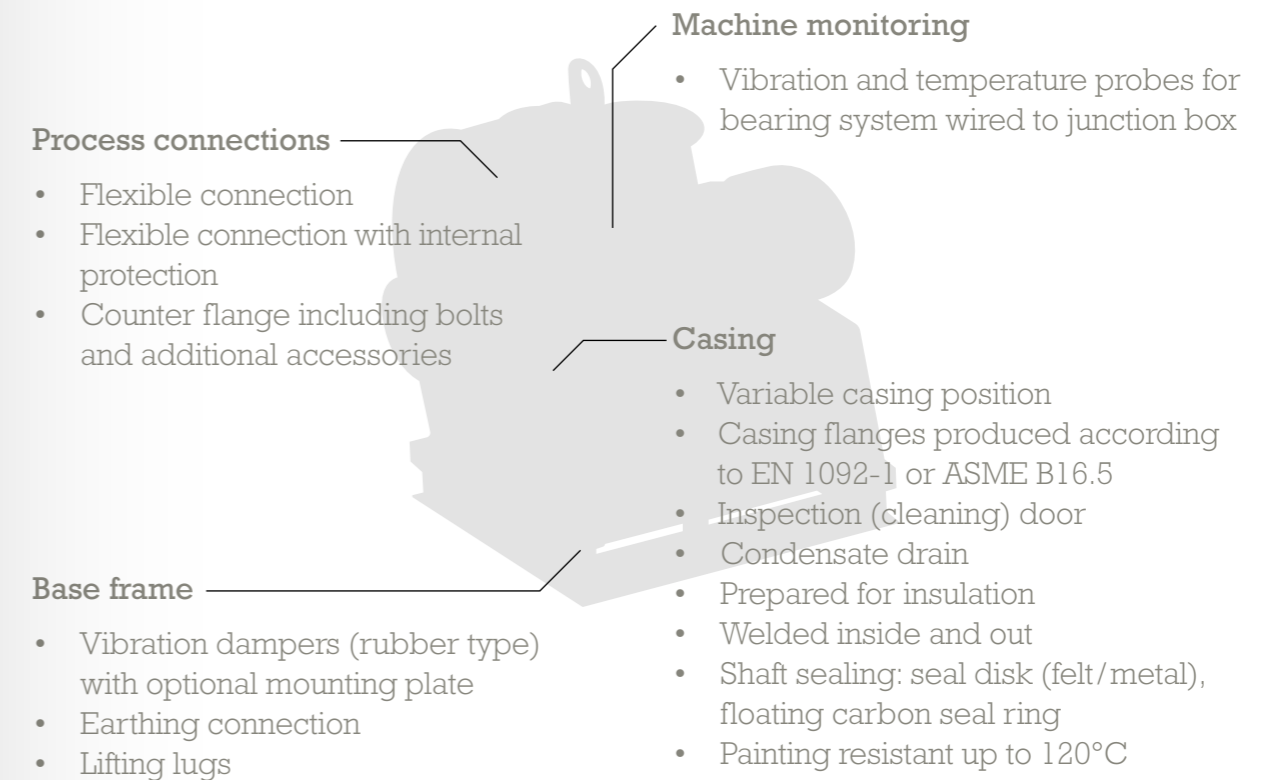 Machine monitoring
• Vibration and temperature probes for
bearing system wired to junction box
Process connections
• Flexible connection
• Flexible connection with internal
protection
• Counter flange including bolts
and additional accessories
Casing
• Variable casing position
• Casing flanges produced according
to EN 1092-1 or ASME B16.5
• Inspection (cleaning) door
• Condensate drain
• Prepared for insulation
• Welded inside and out
• Shaft sealing: seal disk (felt/metal),
floating carbon seal ring
• Painting resistant up to 120°C
Base frame
• Vibration dampers (rubber type)
with optional mounting plate
• Earthing connection
• Lifting lugs